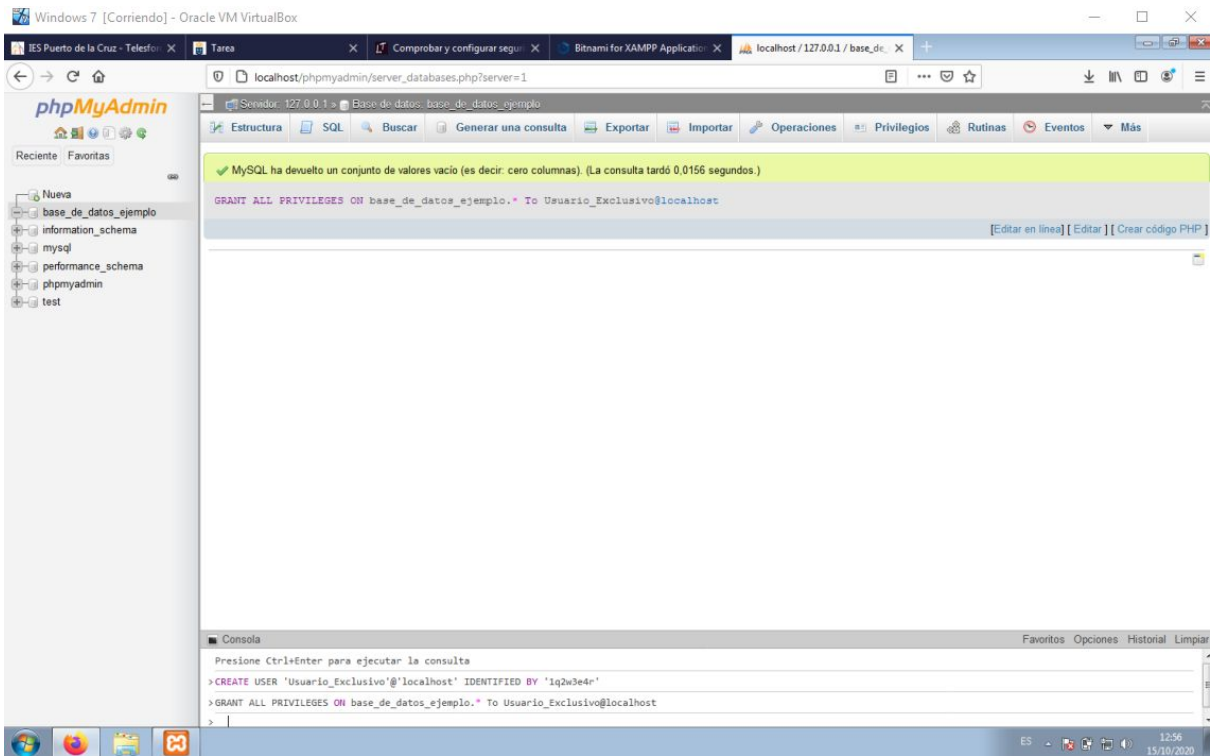 Windows 7 [Corriendo] - Oracle VM VirtualBox
IES Puerto de la Cruz - Telesfor
Tarea
Comprobar y configurar segur
Bitnami for XAMPP Application
localhost / 127.0.0.1 / base_de_
localhost/phpmyadmin/server_databases.php?server=1
phpMyAdmin
Reciente Favoritas
Nueva
base_de_datos_ejemplo
information_schema
mysql
performance_schema
phpmyadmin
test
Servidor: 127.0.0.1 » Base de datos: base_de_datos_ejemplo
Estructura SQL Buscar Generar una consulta Exportar Importar Operaciones Privilegios Rutinas Eventos Más
MySQL ha devuelto un conjunto de valores vacío (es decir: cero columnas). (La consulta tardó 0,0156 segundos.)
GRANT ALL PRIVILEGES ON base_de_datos_ejemplo.* To Usuario_Exclusivo@localhost
[Editar en línea] [ Editar ] [ Crear código PHP ]
Consola Favoritos Opciones Historial Limpiar
Presione Ctrl+Enter para ejecutar la consulta
>CREATE USER 'Usuario_Exclusivo'@'localhost' IDENTIFIED BY '1q2w3e4r'
>GRANT ALL PRIVILEGES ON base_de_datos_ejemplo.* To Usuario_Exclusivo@localhost
>
ES 12:56
15/10/2020